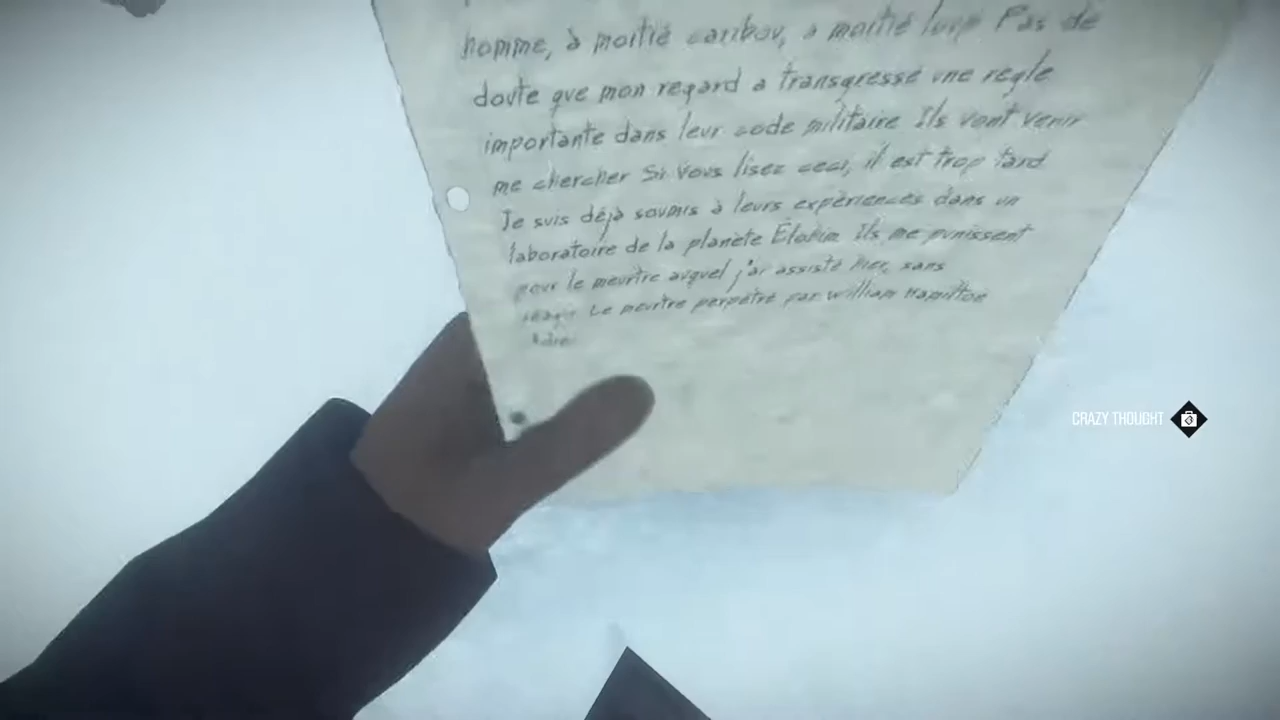 homme, à moitié caribou, à moitié loup Pas de
doute que mon regard a transgressé une règle
importante dans leur code militaire Ils vont venir
me chercher Si Vous lisez ceci, il est trop tard
Je suis déjà soumis à leurs expériences dans un
laboratoire de la planète Élohim Ils me punissent
pour le meurtre auquel j'ai assisté hier, sans
réagir Le meurtre perpétré par William Hamilton
CRAZY THOUGHT